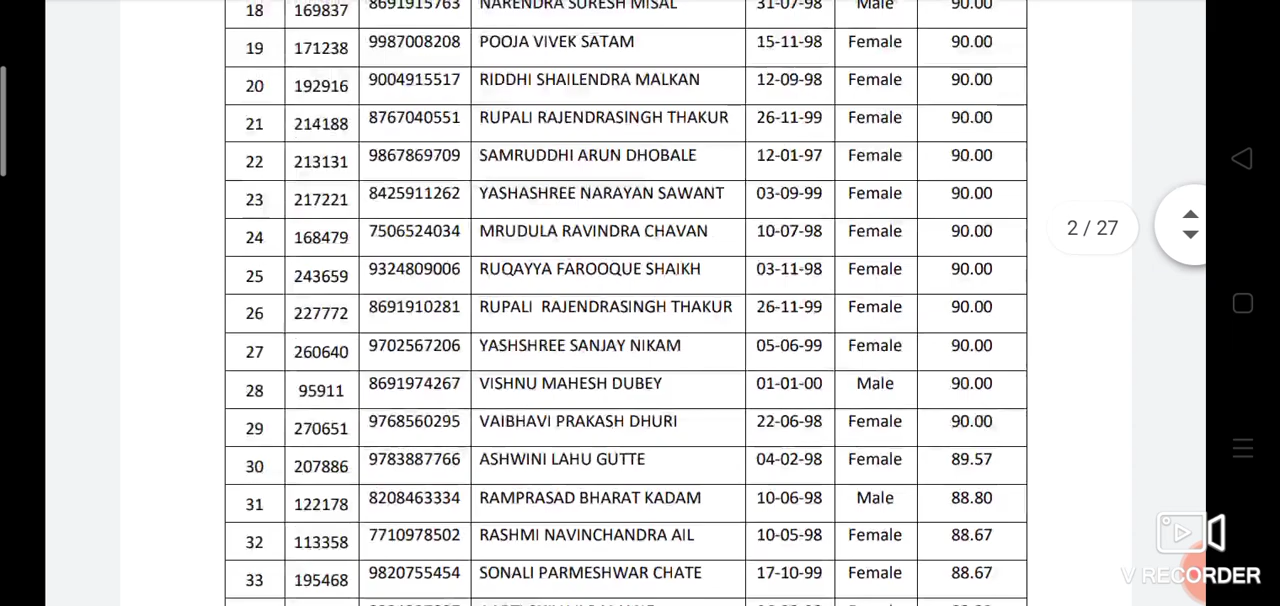 18 169837 8691915763 NARENDRA SURESH MISAL 31-07-98 Male 90.00
19 171238 9987008208 POOJA VIVEK SATAM 15-11-98 Female 90.00
20 192916 9004915517 RIDDHI SHAILENDRA MALKAN 12-09-98 Female 90.00
21 214188 8767040551 RUPALI RAJENDRASINGH THAKUR 26-11-99 Female 90.00
22 213131 9867869709 SAMRUDDHI ARUN DHOBALE 12-01-97 Female 90.00
23 217221 8425911262 YASHASHREE NARAYAN SAWANT 03-09-99 Female 90.00
24 168479 7506524034 MRUDULA RAVINDRA CHAVAN 10-07-98 Female 90.00
25 243659 9324809006 RUQAYYA FAROOQUE SHAIKH 03-11-98 Female 90.00
26 227772 8691910281 RUPALI RAJENDRASINGH THAKUR 26-11-99 Female 90.00
27 260640 9702567206 YASHSHREE SANJAY NIKAM 05-06-99 Female 90.00
28 95911 8691974267 VISHNU MAHESH DUBEY 01-01-00 Male 90.00
29 270651 9768560295 VAIBHAVI PRAKASH DHURI 22-06-98 Female 90.00
30 207886 9783887766 ASHWINI LAHU GUTTE 04-02-98 Female 89.57
31 122178 8208463334 RAMPRASAD BHARAT KADAM 10-06-98 Male 88.80
32 113358 7710978502 RASHMI NAVINCHANDRA AIL 10-05-98 Female 88.67
33 195468 9820755454 SONALI PARMESHWAR CHATE 17-10-99 Female 88.67
2 / 27
V RECORDER